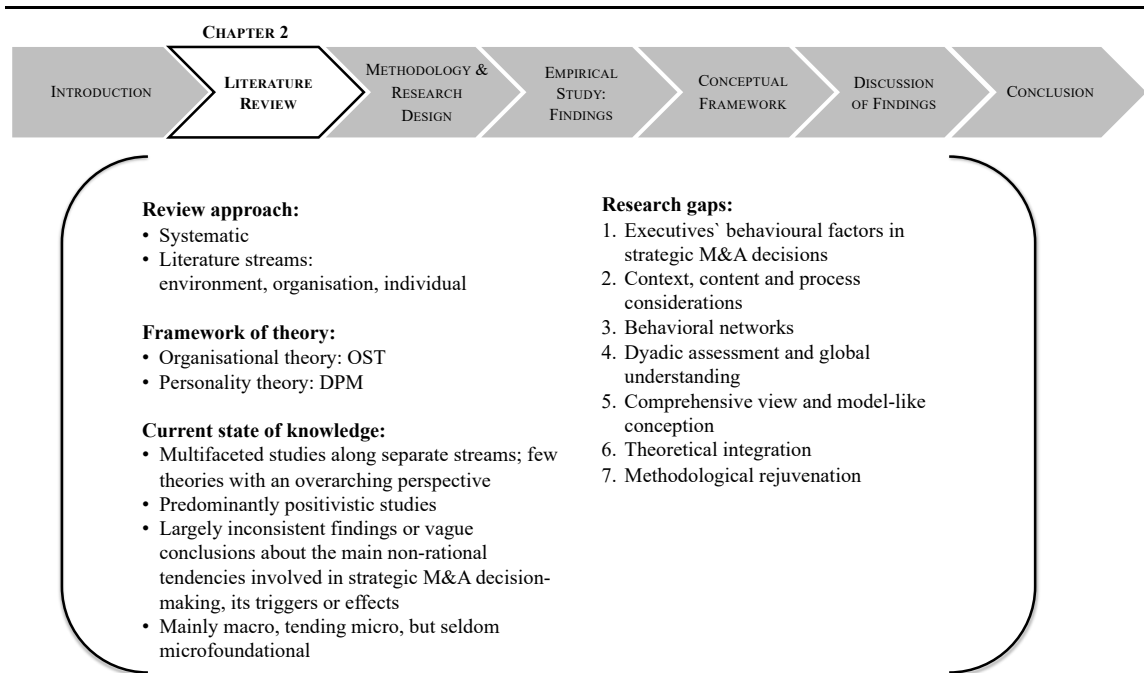 CHAPTER 2
INTRODUCTION
LITERATURE
REVIEW
METHODOLOGY &
RESEARCH
DESIGN
EMPIRICAL
STUDY:
FINDINGS
CONCEPTUAL
FRAMEWORK
DISCUSSION
OF FINDINGS
CONCLUSION
Review approach:
• Systematic
• Literature streams:
environment, organisation, individual
Framework of theory:
• Organisational theory: OST
• Personality theory: DPM
Current state of knowledge:
• Multifaceted studies along separate streams; few
theories with an overarching perspective
• Predominantly positivistic studies
• Largely inconsistent findings or vague
conclusions about the main non-rational
tendencies involved in strategic M&A decision-
making, its triggers or effects
• Mainly macro, tending micro, but seldom
microfoundational
Research gaps:
1. Executives` behavioural factors in
strategic M&A decisions
2. Context, content and process
considerations
3. Behavioral networks
4. Dyadic assessment and global
understanding
5. Comprehensive view and model-like
conception
6. Theoretical integration
7. Methodological rejuvenation